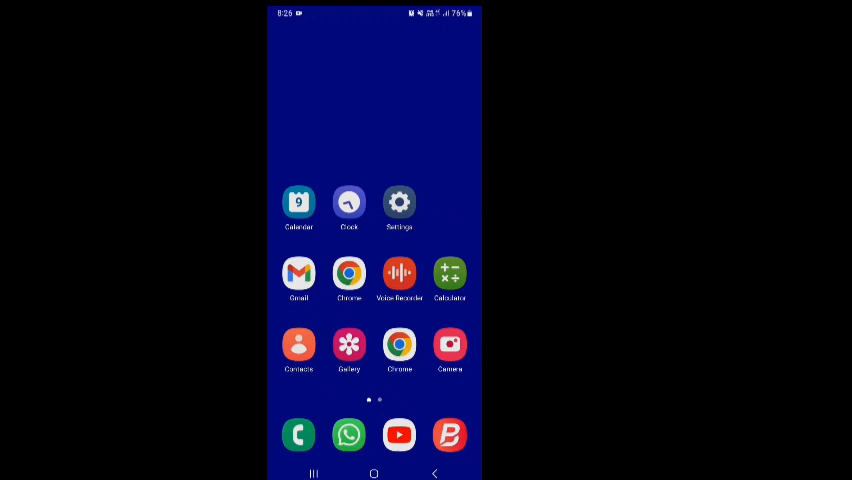 8:26 76%
9
Calendar Clock Settings
Gmail Chrome Voice Recorder Calculator
Contacts Gallery Chrome Camera